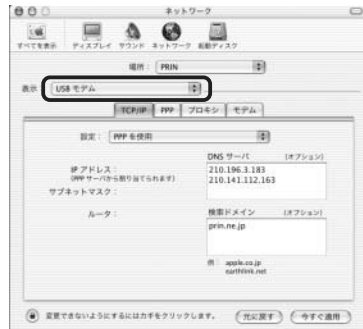 ネットワーク
すべてを表示 ディスプレイ サウンド ネットワーク 起動ディスク
場所： PRIN
表示： USB モデム
TCP/IP PPP プロキシ モデム
設定： PPP を使用
DNS サーバ （オプション）
IP アドレス： 210.196.3.183
（PPP サーバから割り当てられます） 210.141.112.163
サブネットマスク：
ルータ： 検索ドメイン （オプション）
prin.ne.jp
例： apple.co.jp
earthlink.net
変更できないようにするにはカギをクリックします。 元に戻す 今すぐ適用